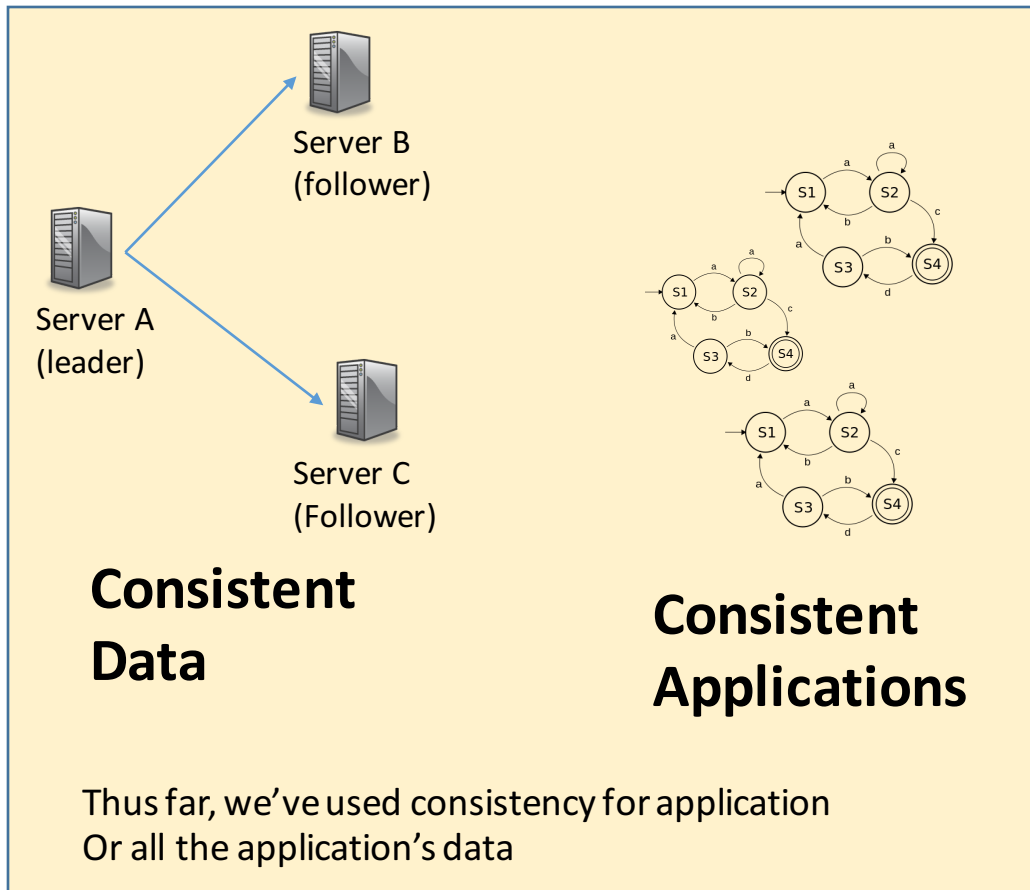 Server B
(follower)
Server A
(leader)
Server C
(Follower)
Consistent
Data
a
a
S1
S2
b
c
a
b
S3
S4
d
a
a
S1
S2
b
c
a
b
S3
S4
d
a
a
S1
S2
b
c
a
b
S3
S4
d
Consistent
Applications
Thus far, we've used consistency for application
Or all the application's data